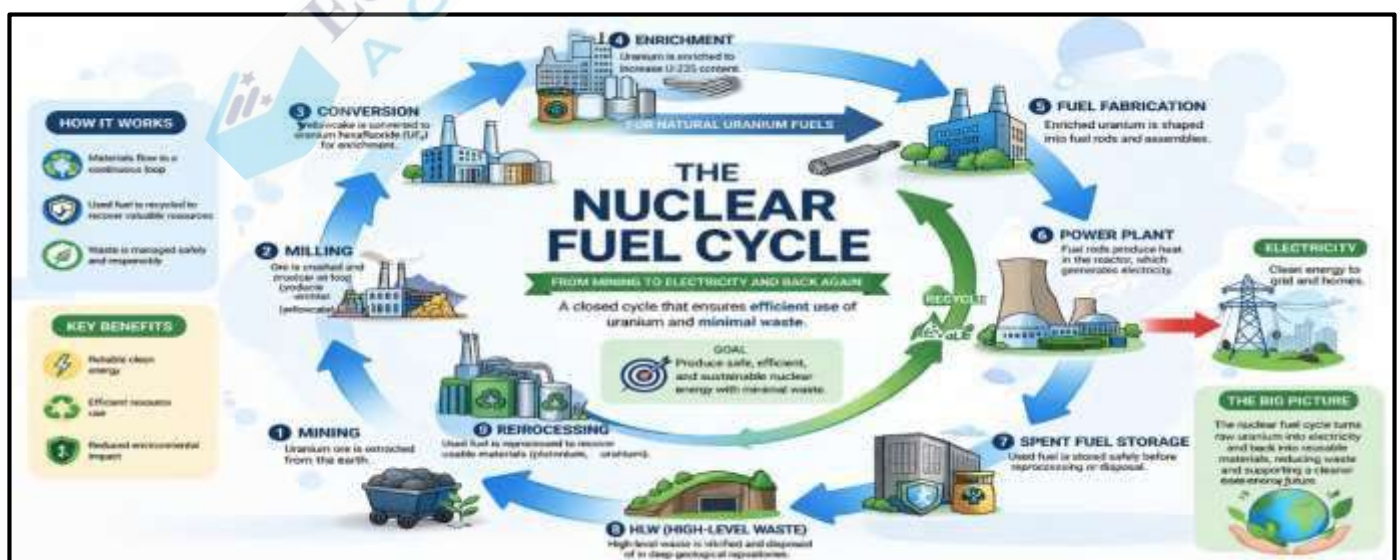 HOW IT WORKS
Materials flow in a
continuous loop
Used fuel is recycled to
recover valuable resources
Waste is managed safely
and responsibly
KEY BENEFITS
Reliable clean
energy
Efficient resource
use
Reduced environmental
impact
THE
NUCLEAR
FUEL CYCLE
FROM MINING TO ELECTRICITY AND BACK AGAIN
A closed cycle that ensures efficient use of
uranium and minimal waste.
GOAL
Produce safe, efficient,
and sustainable nuclear
energy with minimal waste.
1 MINING
Uranium ore is extracted
from the earth.
2 MILLING
Ore is crushed and
(yellowcake)
3 CONVERSION
Yellowcake is converted to
uranium hexafluoride (UF₆)
for enrichment.
4 ENRICHMENT
Uranium is enriched to
increase U-235 content.
FOR NATURAL URANIUM FUELS
5 FUEL FABRICATION
Enriched uranium is shaped
into fuel rods and assemblies.
6 POWER PLANT
Fuel rods produce heat
in the reactor, which
generates electricity.
ELECTRICITY
Clean energy to
grid and homes.
RECYCLE
7 SPENT FUEL STORAGE
Used fuel is stored safely before
reprocessing or disposal.
8 HLW (HIGH-LEVEL WASTE)
High-level waste is vitrified and disposed
of in deep geological repositories.
9 REPROCESSING
Used fuel is reprocessed to recover
usable materials (plutonium, uranium).
THE BIG PICTURE
The nuclear fuel cycle turns
raw uranium into electricity
and back into reusable
materials, reducing waste
and supporting a cleaner
energy future.